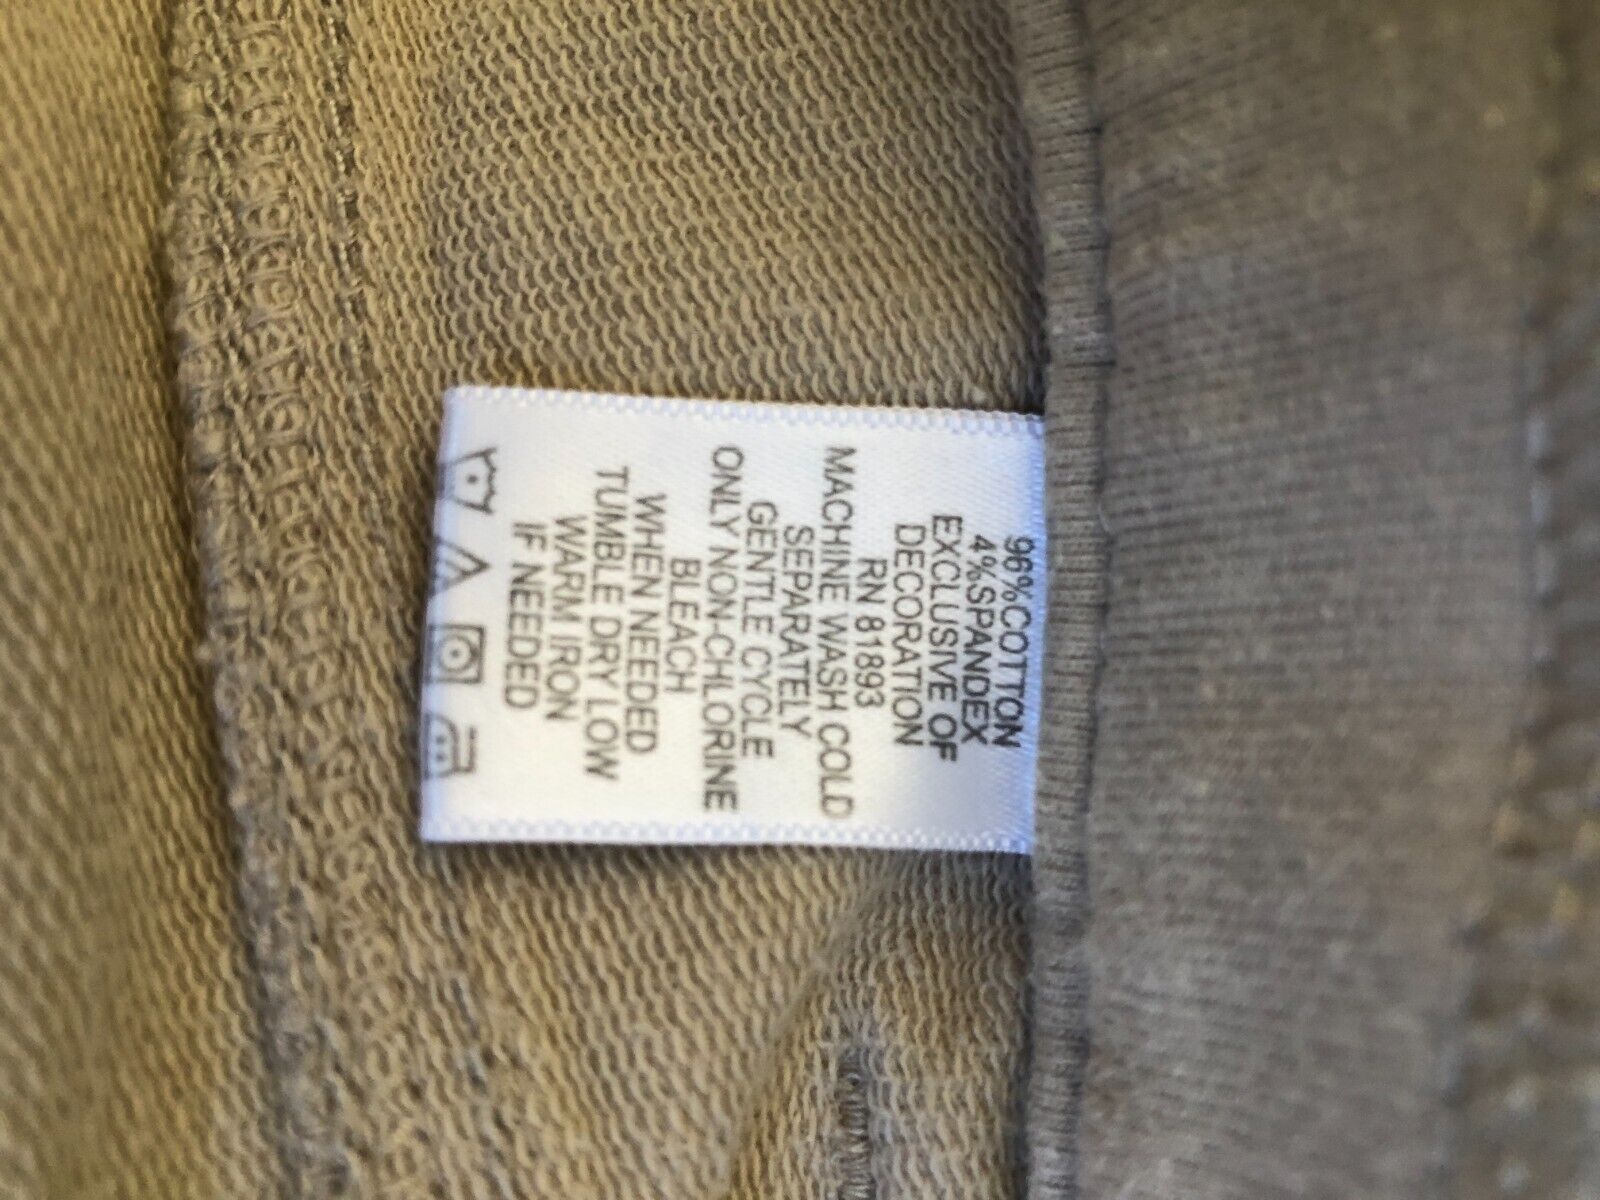 96%COTTON
4%SPANDEX
EXCLUSIVE OF
DECORATION
RN 81893
MACHINE WASH COLD
SEPARATELY
GENTLE CYCLE
ONLY NON-CHLORINE
BLEACH
WHEN NEEDED
TUMBLE DRY LOW
WARM IRON
IF NEEDED